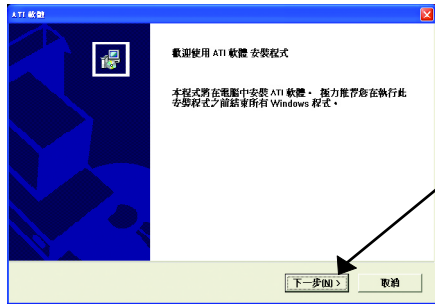 ATI 軟體
歡迎使用 ATI 軟體 安裝程式
本程式將在電腦中安裝 ATI 軟體。 極力推荐您在執行此
安裝程式之前結束所有 Windows 程式。
下一步(N) >
取消